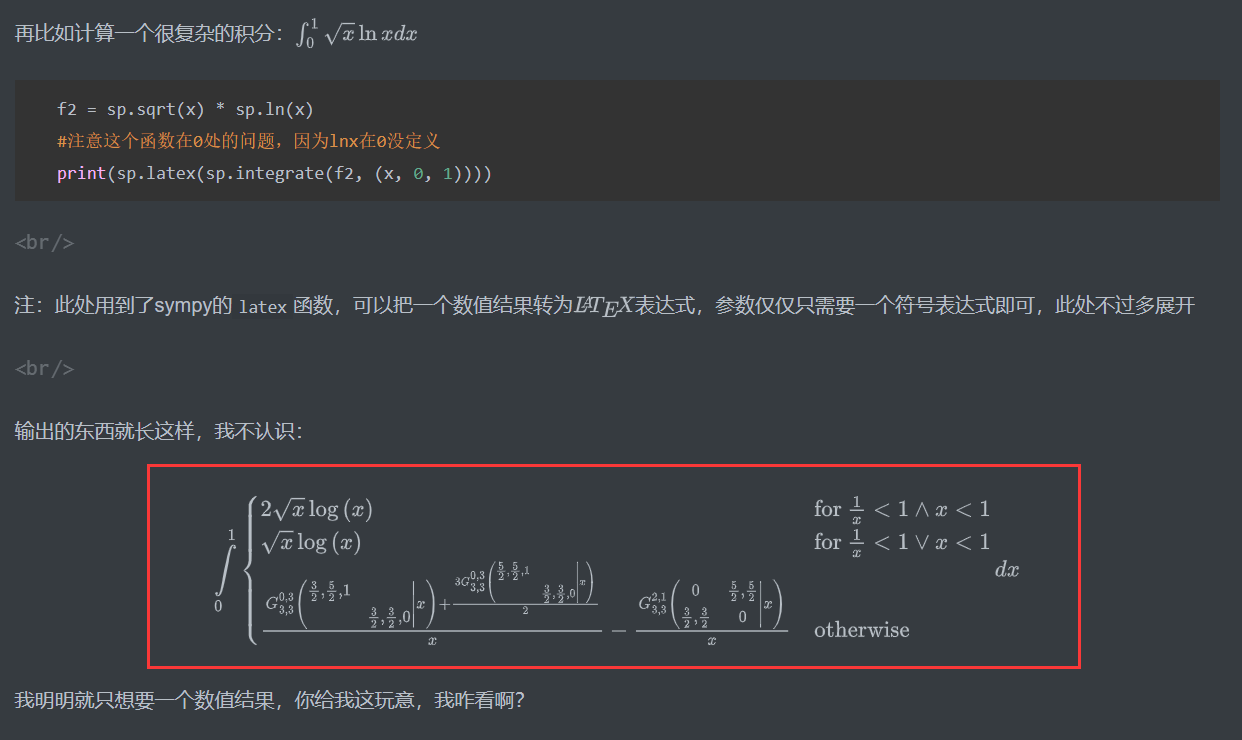 再比如计算一个很复杂的积分：$\int_0^1 \sqrt{x} \ln x dx$
f2 = sp.sqrt(x) * sp.ln(x)
#注意这个函数在0处的问题，因为lnx在0没定义
print(sp.latex(sp.integrate(f2, (x, 0, 1))))
<br/>
注：此处用到了sympy的 latex 函数，可以把一个数值结果转为LATEX表达式，参数仅仅只需要一个符号表达式即可，此处不过多展开
<br/>
输出的东西就长这样，我不认识：
$\int\limits_0^1 \begin{cases} 2\sqrt{x}\log(x) & \text{for}\: \frac{1}{x} < 1 \wedge x < 1 \\ \sqrt{x}\log(x) & \text{for}\: \frac{1}{x} < 1 \vee x < 1 \\ \frac{G_{3,3}^{0,3}\left(\begin{matrix} \frac{3}{2}, \frac{5}{2}, 1 & \\ & \frac{3}{2}, \frac{3}{2}, 0 \end{matrix} \middle| x \right) + \frac{3G_{3,3}^{0,3}\left(\begin{matrix} \frac{5}{2}, \frac{5}{2}, 1 & \\ & \frac{3}{2}, \frac{3}{2}, 0 \end{matrix} \middle| x \right)}{2}}{x} - \frac{G_{3,3}^{2,1}\left(\begin{matrix} 0 & \frac{5}{2}, \frac{5}{2} \\ \frac{3}{2}, \frac{3}{2} & 0 \end{matrix} \middle| x \right)}{x} & \text{otherwise} \end{cases} dx$
我明明就只想要一个数值结果，你给我这玩意，我咋看啊？